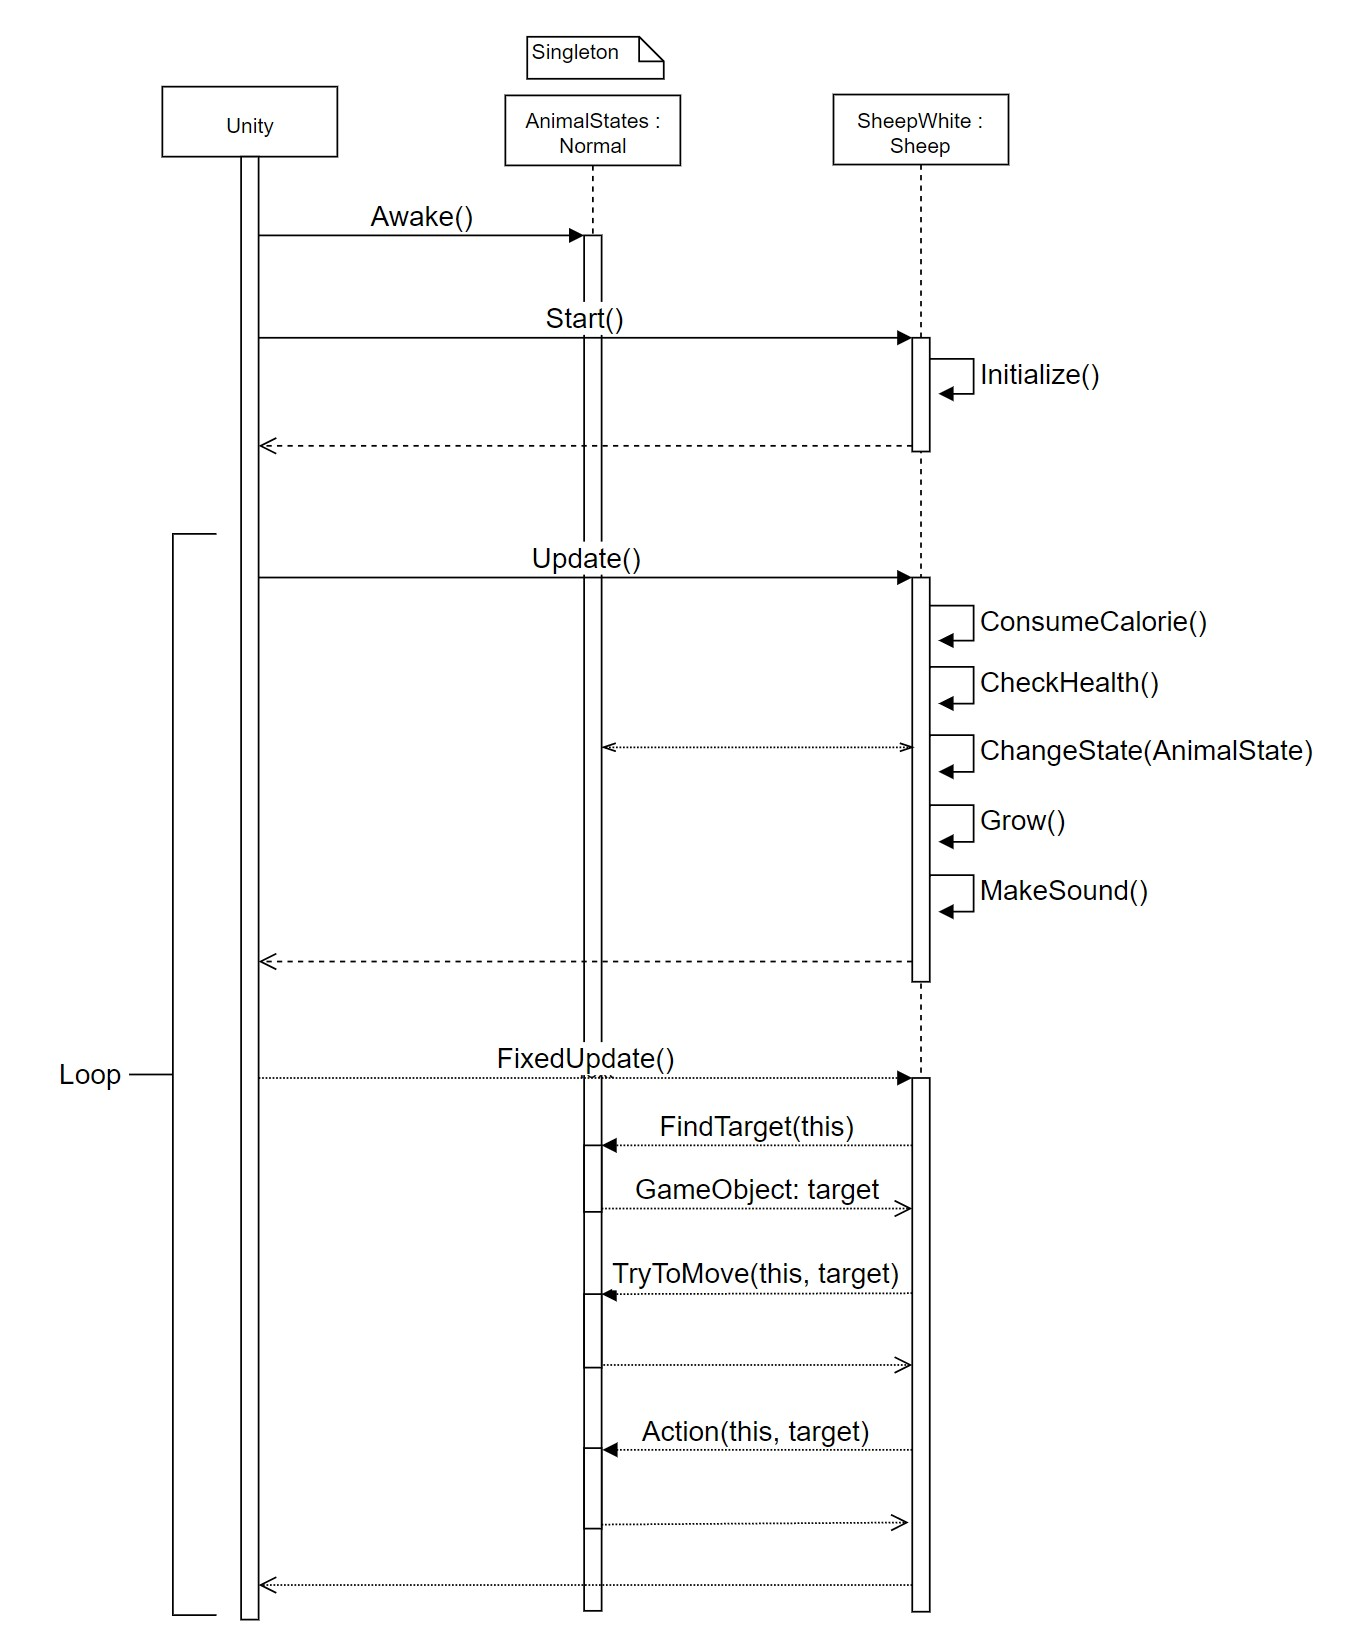 Singleton
Unity
AnimalStates :
Normal
SheepWhite :
Sheep
Awake()
Start()
Initialize()
Update()
ConsumeCalorie()
CheckHealth()
ChangeState(AnimalState)
Grow()
MakeSound()
FixedUpdate()
Loop
FindTarget(this)
GameObject: target
TryToMove(this, target)
Action(this, target)